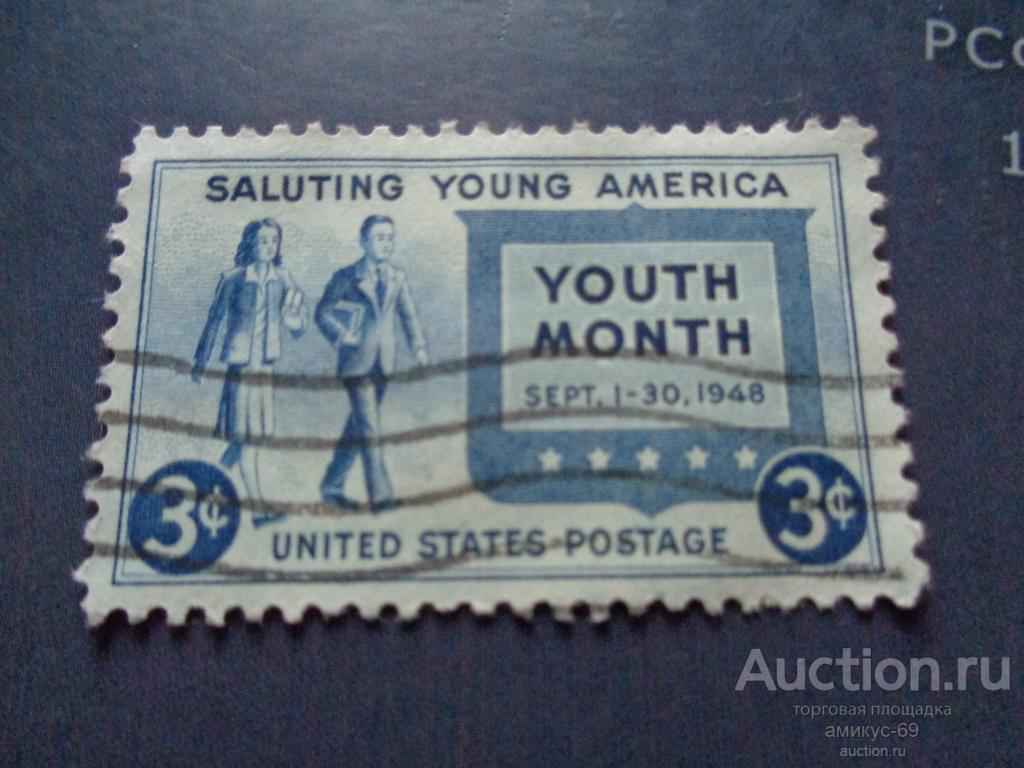 SALUTING YOUNG AMERICA
YOUTH
MONTH
SEPT. 1-30, 1948
3¢
3¢
UNITED STATES POSTAGE
Auction.ru
торговая площадка
амикус-69
auction.ru